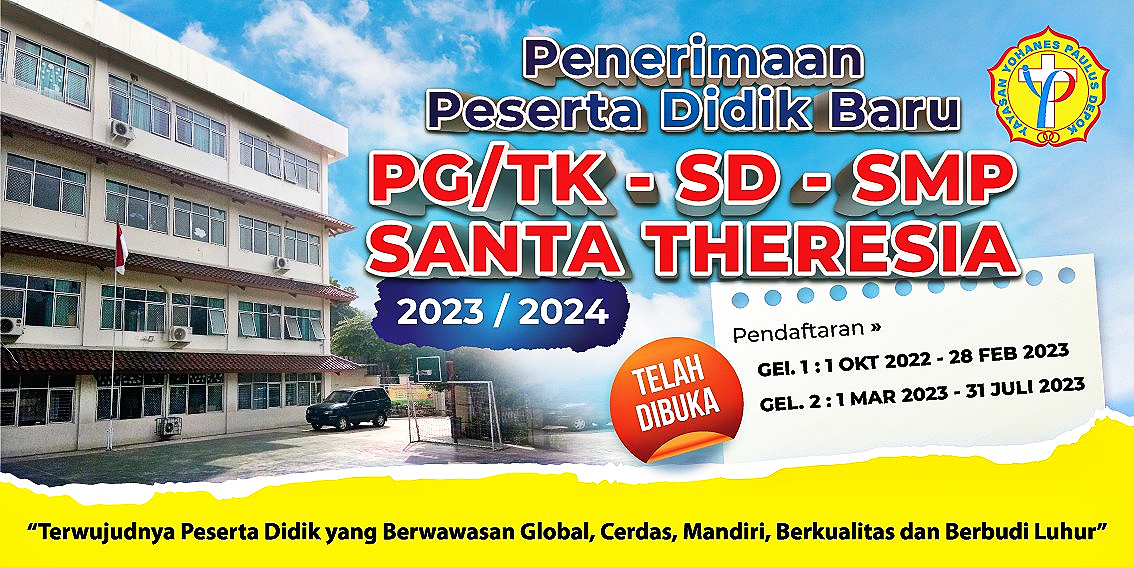 Penerimaan
Peserta Didik Baru
PG/TK - SD - SMP
SANTA THERESIA
2023 / 2024
YAYASAN YOHANES PAULUS DEPOK
Pendaftaran »
GEl. 1 : 1 OKT 2022 - 28 FEB 2023
GEL. 2 : 1 MAR 2023 - 31 JULI 2023
TELAH
DIBUKA
“Terwujudnya Peserta Didik yang Berwawasan Global, Cerdas, Mandiri, Berkualitas dan Berbudi Luhur”